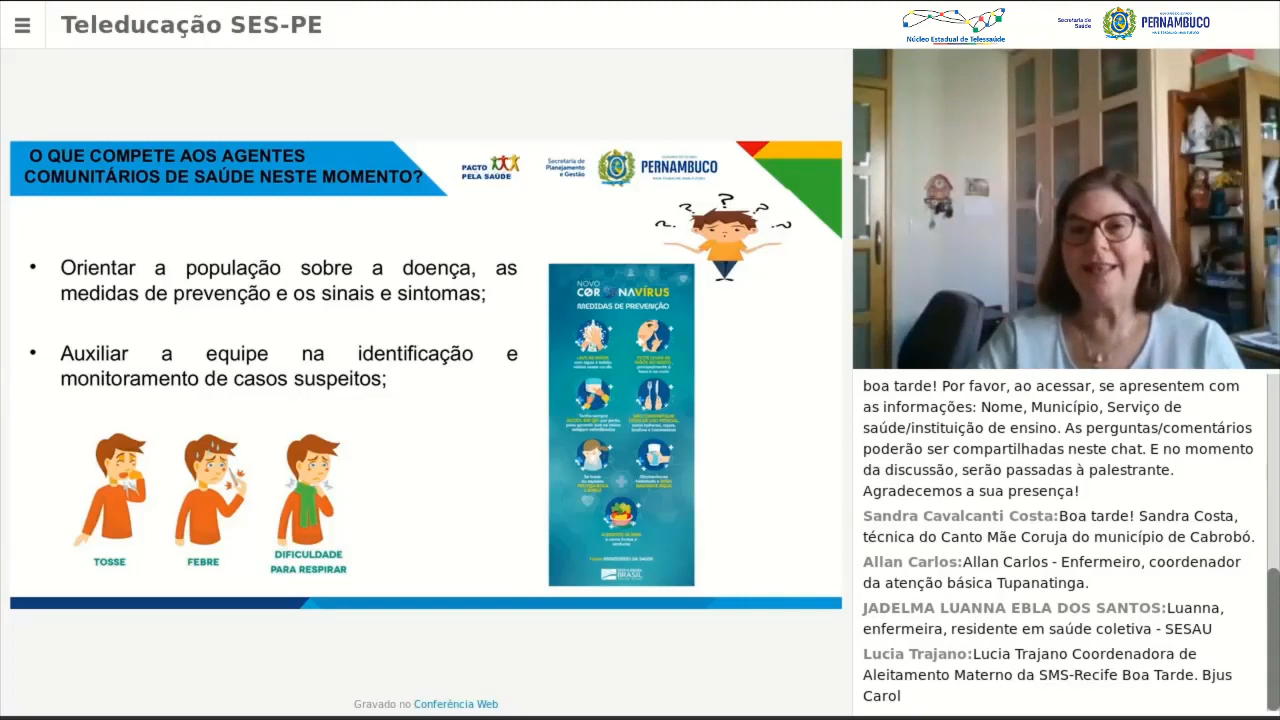 Teleducação SES-PE
Núcleo Estadual de Telessaúde
Secretaria de
Saúde
PERNAMBUCO
O QUE COMPETE AOS AGENTES
COMUNITÁRIOS DE SAÚDE NESTE MOMENTO?
PACTO
PELA SAÚDE
Secretaria de
Planejamento
e Gestão
PERNAMBUCO
• Orientar a população sobre a doença, as
medidas de prevenção e os sinais e sintomas;
• Auxiliar a equipe na identificação e
monitoramento de casos suspeitos;
TOSSE
FEBRE
DIFICULDADE
PARA RESPIRAR
NOVO
CORONAVÍRUS
MEDIDAS DE PREVENÇÃO
BRASIL
Gravado no Conferência Web
boa tarde! Por favor, ao acessar, se apresentem com
as informações: Nome, Município, Serviço de
saúde/instituição de ensino. As perguntas/comentários
poderão ser compartilhadas neste chat. E no momento
da discussão, serão passadas à palestrante.
Agradecemos a sua presença!
Sandra Cavalcanti Costa:Boa tarde! Sandra Costa,
técnica do Canto Mãe Coruja do município de Cabrobó.
Allan Carlos:Allan Carlos - Enfermeiro, coordenador
da atenção básica Tupanatinga.
JADELMA LUANNA EBLA DOS SANTOS:Luanna,
enfermeira, residente em saúde coletiva - SESAU
Lucia Trajano:Lucia Trajano Coordenadora de
Aleitamento Materno da SMS-Recife Boa Tarde. Bjus
Carol